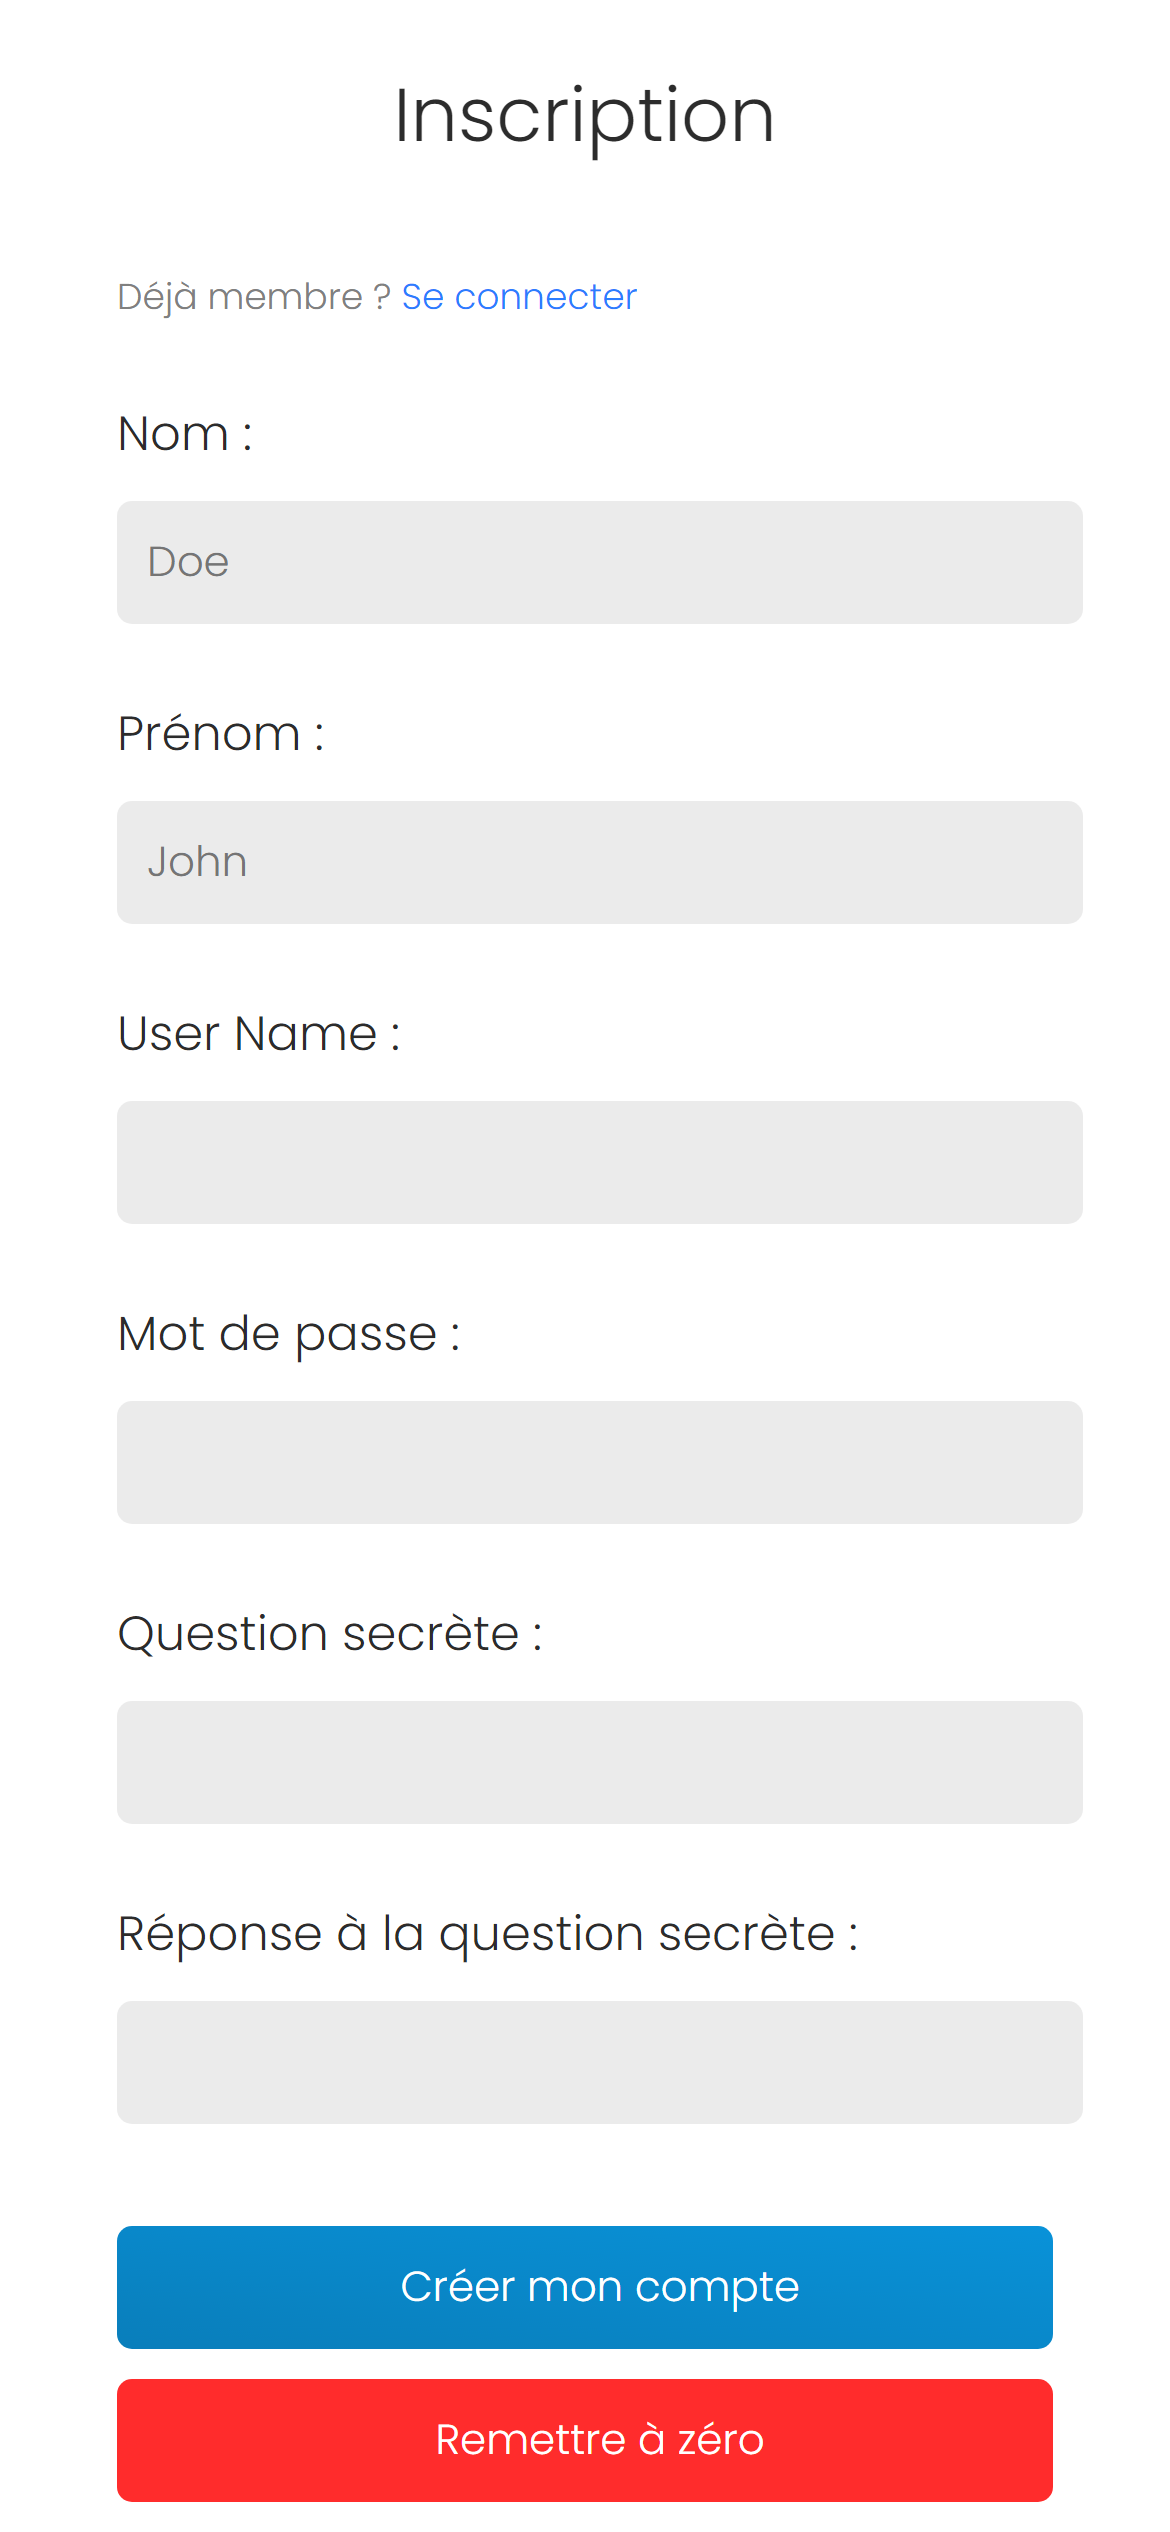 Inscription
Déjà membre ? Se connecter
Nom :
Doe
Prénom :
John
User Name :
Mot de passe :
Question secrète :
Réponse à la question secrète :
Créer mon compte
Remettre à zéro